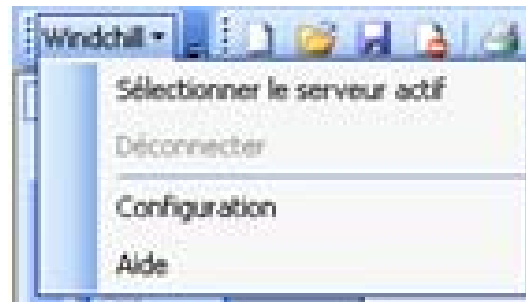 Windchill
Sélectionner le serveur actif
Déconnecter
Configuration
Aide